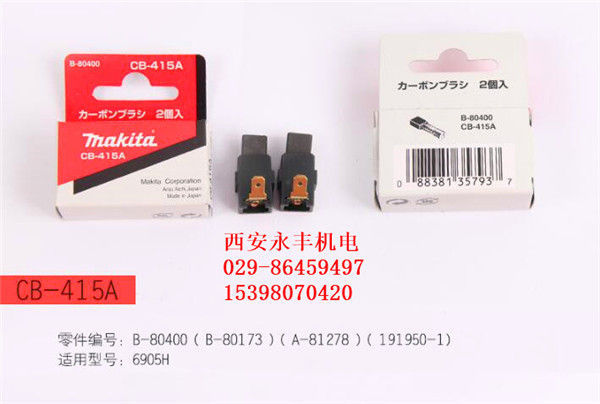 B-80400 CB-415A
カーボンブラシ 2個入
makita
CB-415A
Makita Corporation
Anjo, Aichi, Japan
Made in Japan
カーボンブラシ 2個入
B-80400
CB-415A
0 88381 35793 7
西安永丰机电
029-86459497
15398070420
CB-415A
零件编号：B-80400 ( B-80173 ) ( A-81278 ) ( 191950-1)
适用型号：6905H